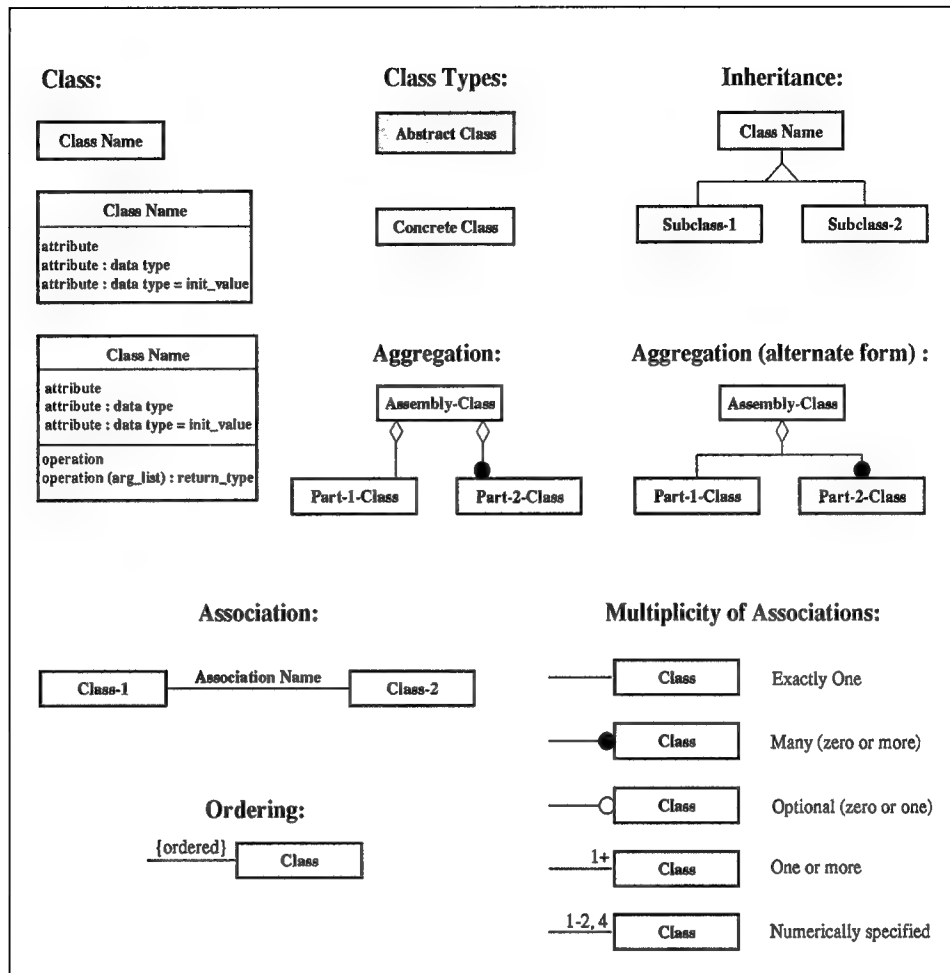 Class:
Class Name
Class Name
attribute
attribute : data type
attribute : data type = init_value
Class Name
attribute
attribute : data type
attribute : data type = init_value
operation
operation (arg_list) : return_type
Class Types:
Abstract Class
Concrete Class
Inheritance:
Class Name
Subclass-1
Subclass-2
Aggregation:
Assembly-Class
Part-1-Class
Part-2-Class
Aggregation (alternate form) :
Assembly-Class
Part-1-Class
Part-2-Class
Association:
Class-1
Association Name
Class-2
Ordering:
{ordered}
Class
Multiplicity of Associations:
Class
Exactly One
Class
Many (zero or more)
Class
Optional (zero or one)
1+
Class
One or more
1-2, 4
Class
Numerically specified